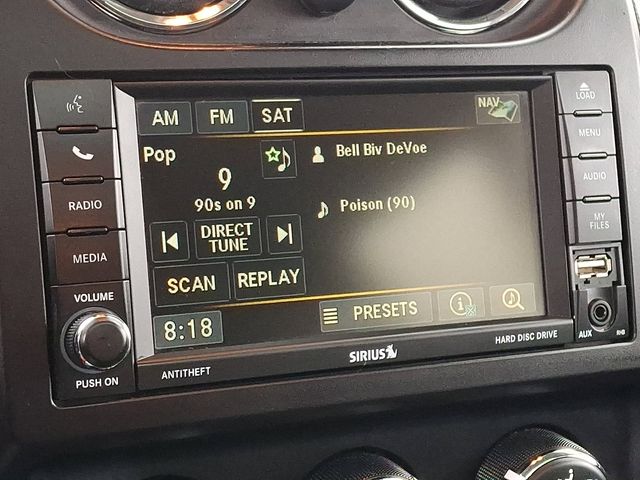 LOAD
AM FM SAT NAV
MENU
Pop Bell Biv DeVoe
9
RADIO
AUDIO
90s on 9 Poison (90)
MY
FILES
DIRECT
TUNE
MEDIA
SCAN REPLAY
VOLUME
PRESETS
8:18
PUSH ON
ANTITHEFT
SIRIUS
HARD DISC DRIVE
AUX RHB